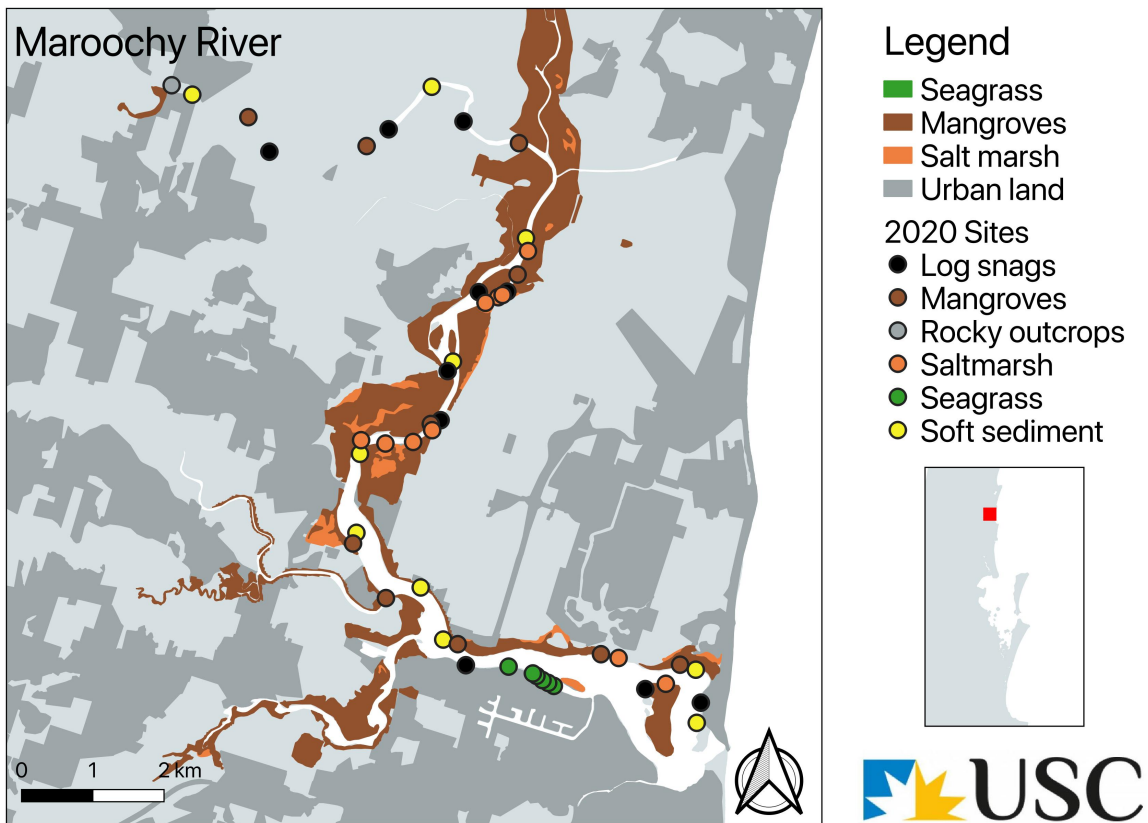 Maroochy River
Legend
Seagrass
Mangroves
Salt marsh
Urban land
2020 Sites
Log snags
Mangroves
Rocky outcrops
Saltmarsh
Seagrass
Soft sediment
0 1 2 km
USC